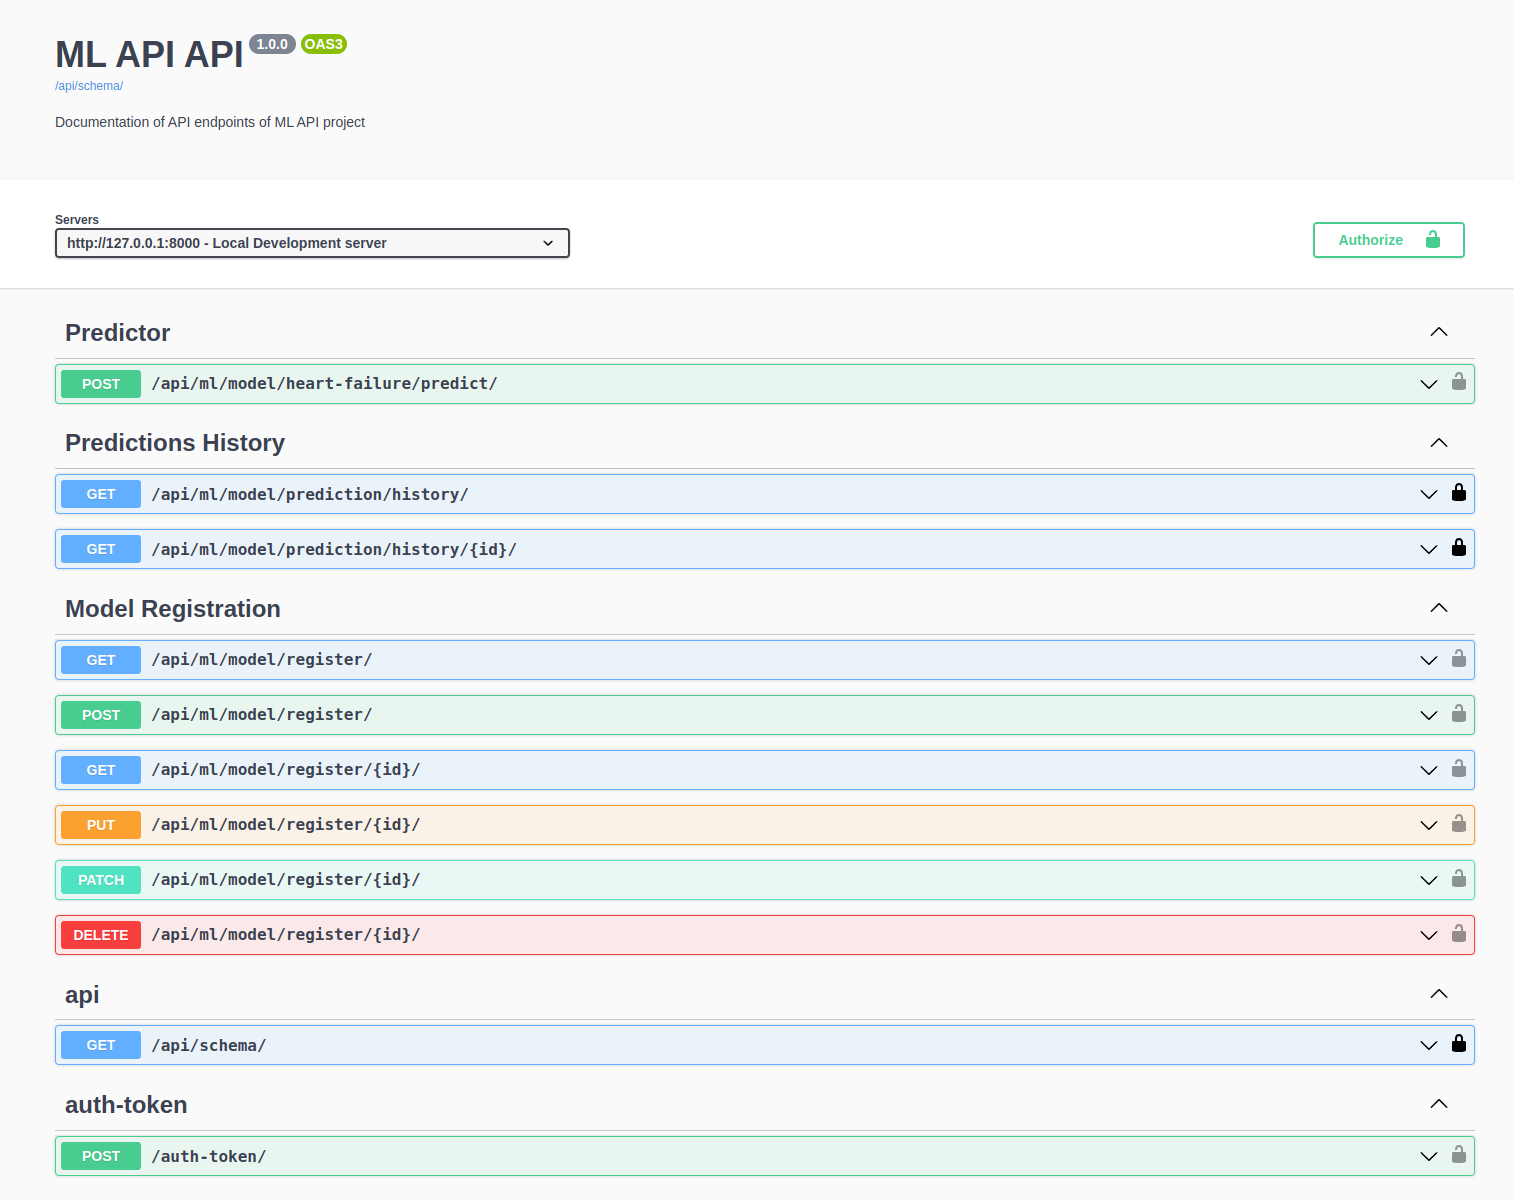 ML API API 1.0.0 OAS3
/api/schema/
Documentation of API endpoints of ML API project
Servers
http://127.0.0.1:8000 - Local Development server
Authorize
Predictor
POST /api/ml/model/heart-failure/predict/
Predictions History
GET /api/ml/model/prediction/history/
GET /api/ml/model/prediction/history/{id}/
Model Registration
GET /api/ml/model/register/
POST /api/ml/model/register/
GET /api/ml/model/register/{id}/
PUT /api/ml/model/register/{id}/
PATCH /api/ml/model/register/{id}/
DELETE /api/ml/model/register/{id}/
api
GET /api/schema/
auth-token
POST /auth-token/